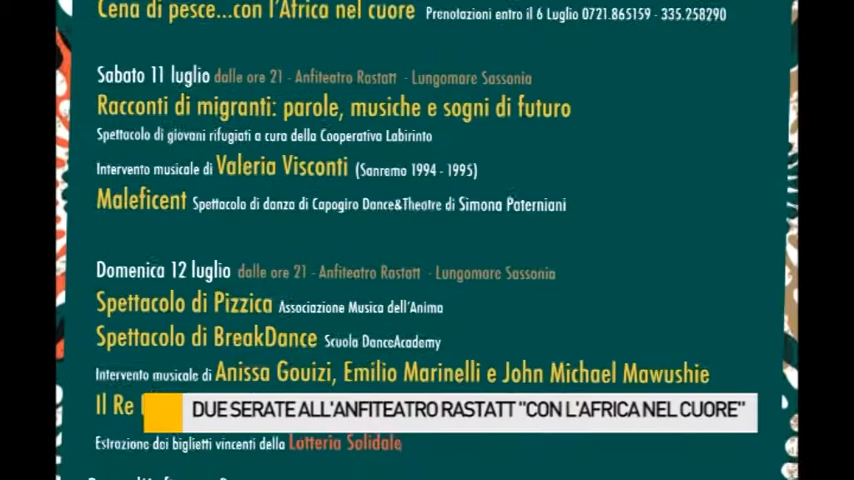 Cena di pesce...con l'Africa nel cuore Prenotazioni entro il 6 Luglio 0721.865159 - 335.258290
Sabato 11 luglio dalle ore 21 - Anfiteatro Rastatt - Lungomare Sassonia
Racconti di migranti: parole, musiche e sogni di futuro
Spettacolo di giovani rifugiati a cura della Cooperativa Labirinto
Intervento musicale di Valeria Visconti (Sanremo 1994 - 1995)
Maleficent Spettacolo di danza di Capogiro Dance&Theatre di Simona Paterniani
Domenica 12 luglio dalle ore 21 - Anfiteatro Rastatt - Lungomare Sassonia
Spettacolo di Pizzica Associazione Musica dell'Anima
Spettacolo di BreakDance Scuola DanceAcademy
Intervento musicale di Anissa Gouizi, Emilio Marinelli e John Michael Mawushie
Il Re
DUE SERATE ALL'ANFITEATRO RASTATT "CON L'AFRICA NEL CUORE"
Estrazione dei biglietti vincenti della Lotteria Solidale